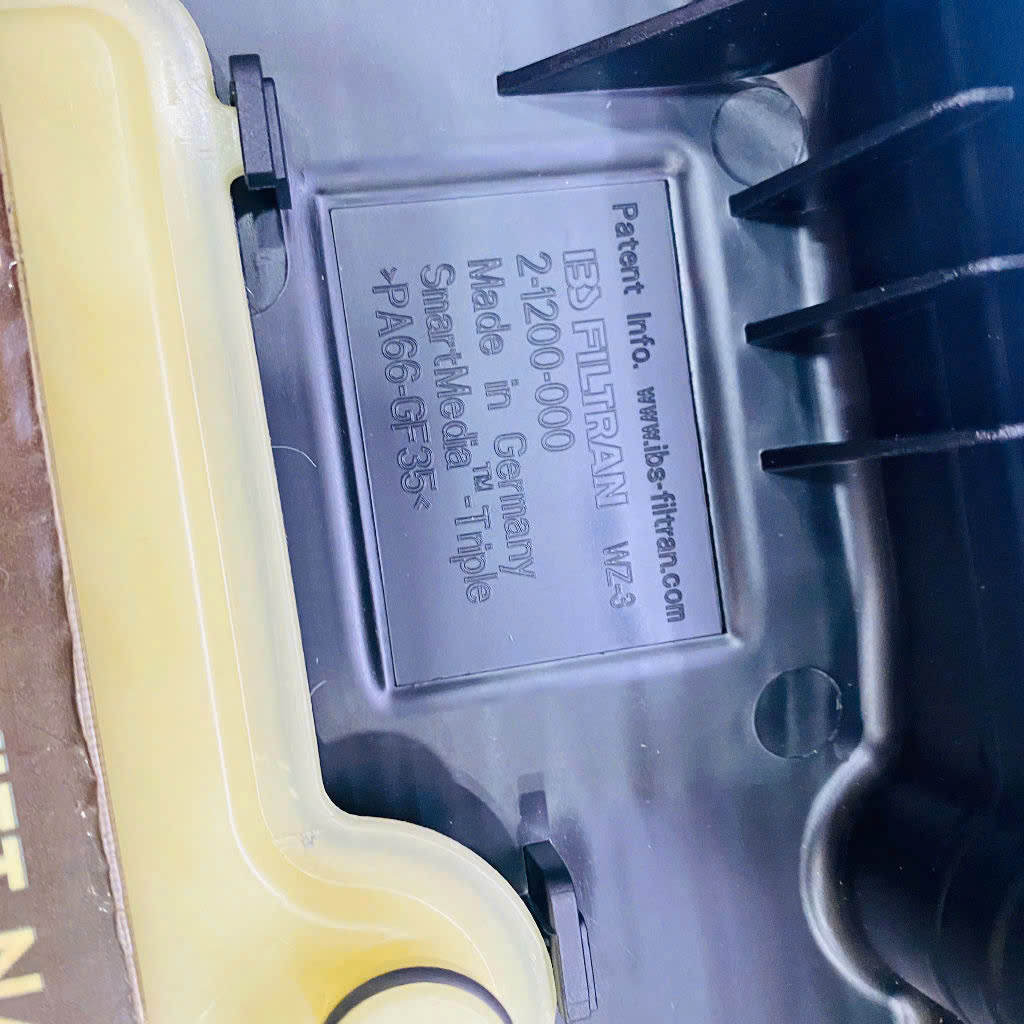 Patent Info. www.ibs-filtran.com
IBS FILTRAN WZ-3
2-1200-000
Made in Germany
SmartMedia™-Triple
>PA66-GF35<